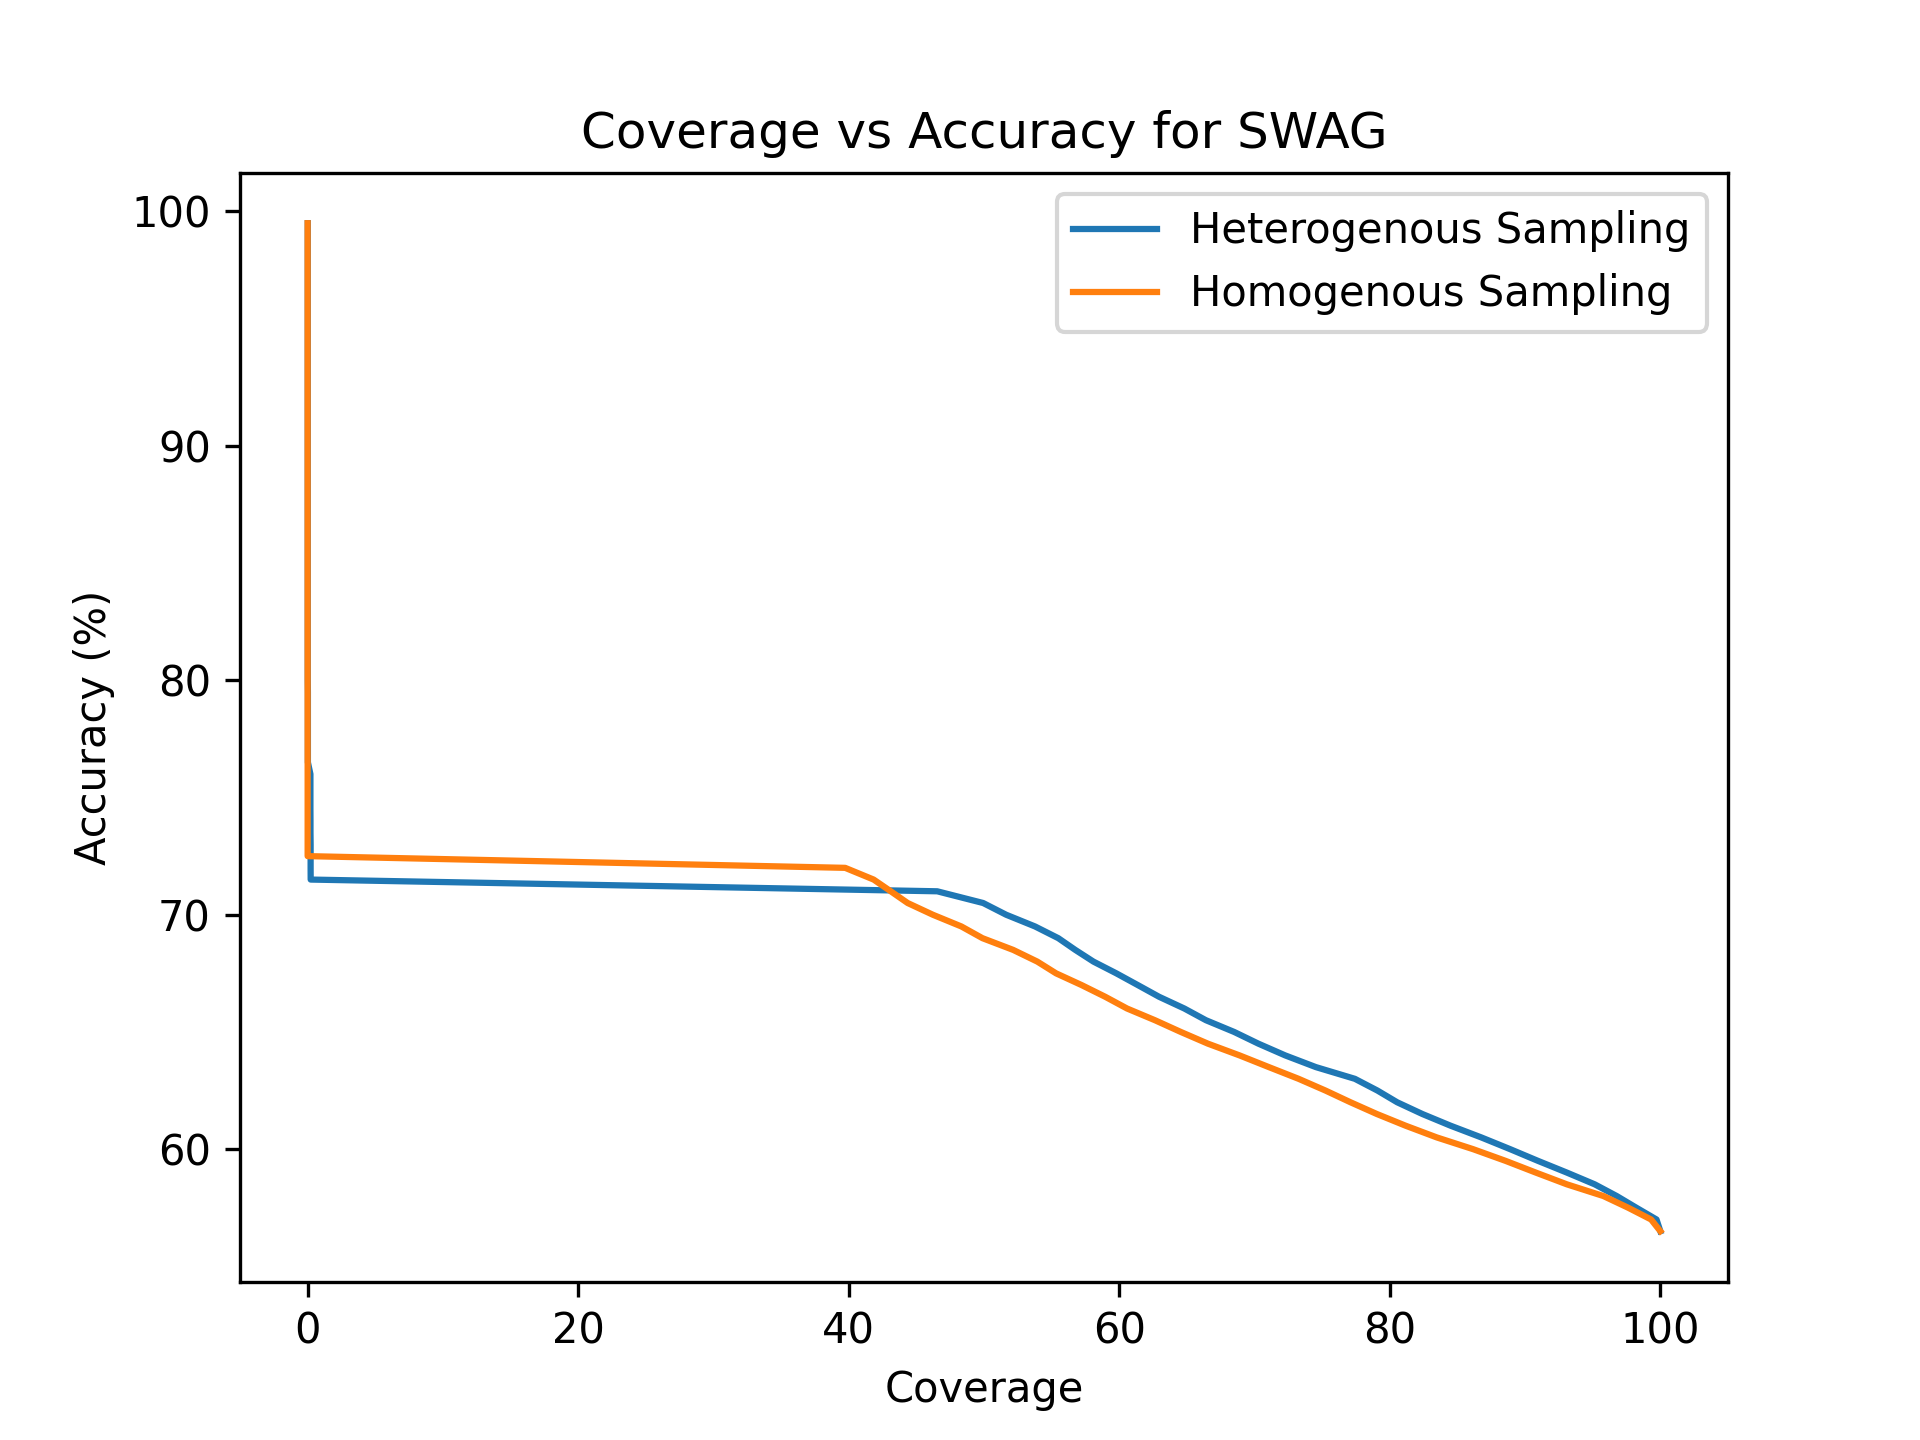 Coverage vs Accuracy for SWAG
Heterogenous Sampling
Homogenous Sampling
Accuracy (%)
100
90
80
70
60
0 20 40 60 80 100
Coverage